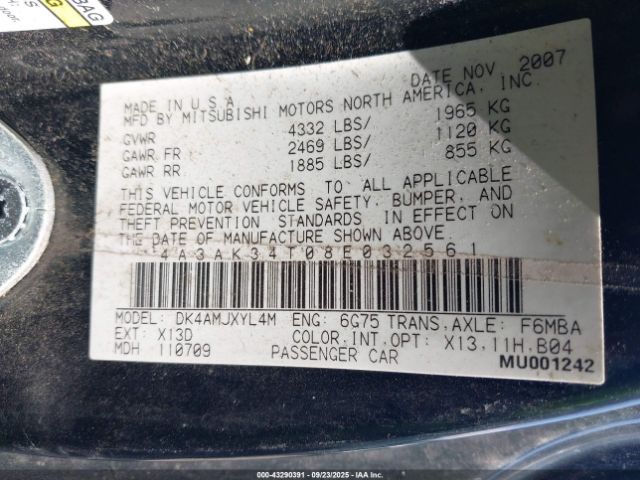 BAG
DATE NOV 2007
MADE IN U S A
MFD BY MITSUBISHI MOTORS NORTH AMERICA, INC.
GVWR 4332 LBS/ 1965 KG
GAWR FR 2469 LBS/ 1120 KG
GAWR RR 1885 LBS/ 855 KG
THIS VEHICLE CONFORMS TO ALL APPLICABLE
FEDERAL MOTOR VEHICLE SAFETY, BUMPER, AND
THEFT PREVENTION STANDARDS IN EFFECT ON
THE DATE OF MANUFACTURE SHOWN ABOVE.
4A3AK34T08E032561
MODEL: DK4AMJXYL4M ENG: 6G75 TRANS.AXLE: F6MBA
EXT: X13D COLOR.INT.OPT: X13.11H.B04
MDH 110709 PASSENGER CAR
MU001242
000-43290391 - 09/23/2025 - IAAI.COM